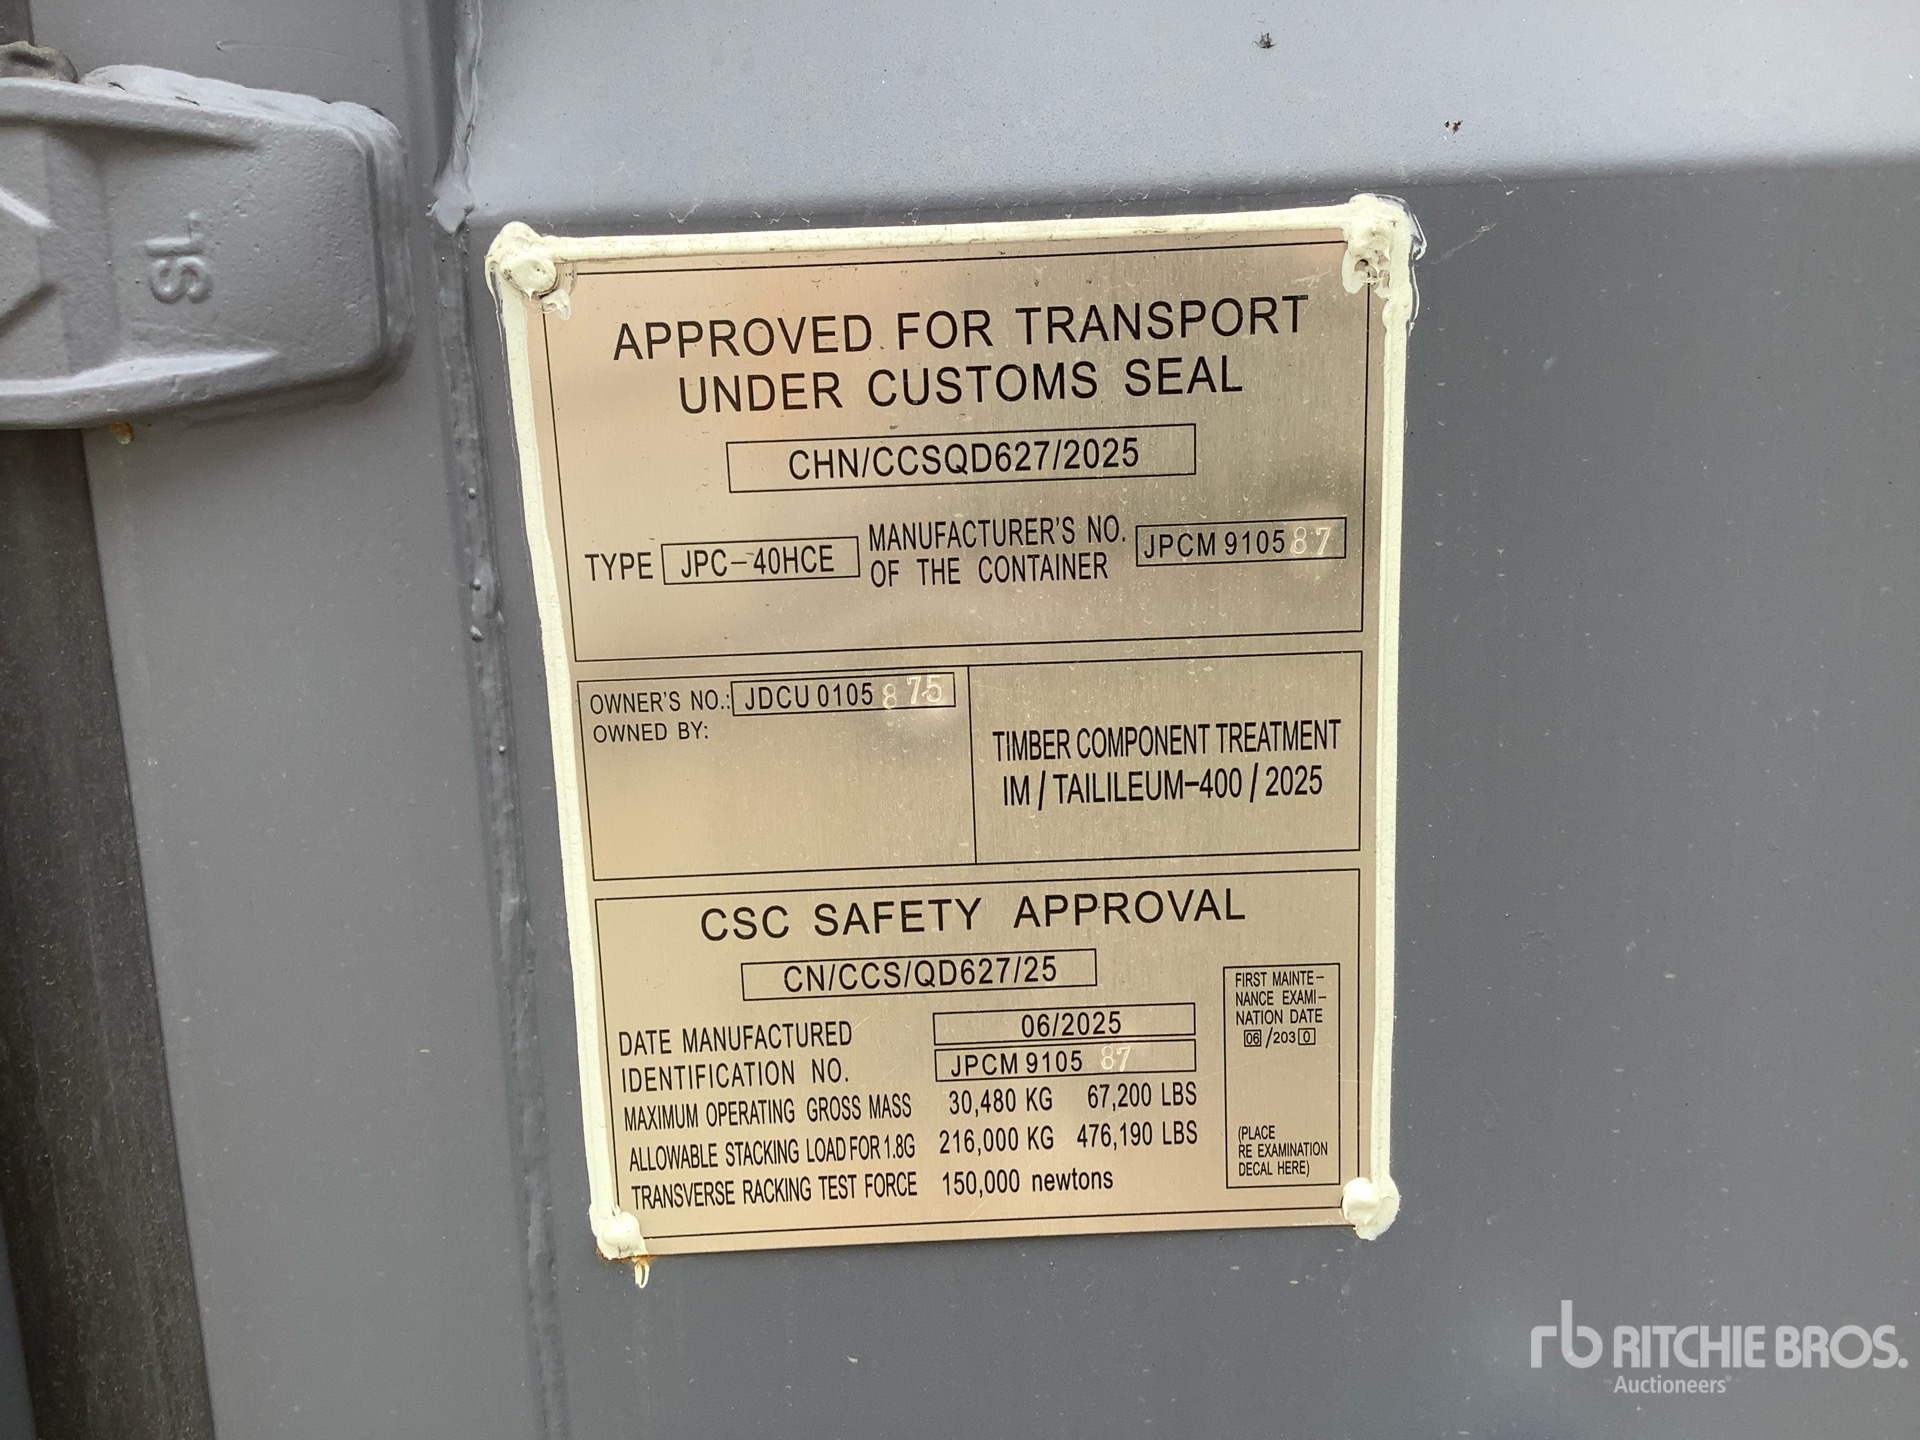 SL
APPROVED FOR TRANSPORT
UNDER CUSTOMS SEAL
CHN/CCSQD627/2025
TYPE JPC-40HCE MANUFACTURER'S NO. OF THE CONTAINER JPCM 910587
OWNER'S NO.: JDCU 0105875
OWNED BY:
TIMBER COMPONENT TREATMENT
IM / TAILILEUM-400 / 2025
CSC SAFETY APPROVAL
CN/CCS/QD627/25
DATE MANUFACTURED 06/2025
IDENTIFICATION NO. JPCM 910587
MAXIMUM OPERATING GROSS MASS 30,480 KG 67,200 LBS
ALLOWABLE STACKING LOAD FOR 1.8G 216,000 KG 476,190 LBS
TRANSVERSE RACKING TEST FORCE 150,000 newtons
FIRST MAINTE-
NANCE EXAMI-
NATION DATE
06/2030
(PLACE
RE EXAMINATION
DECAL HERE)
rb RITCHIE BROS.
Auctioneers